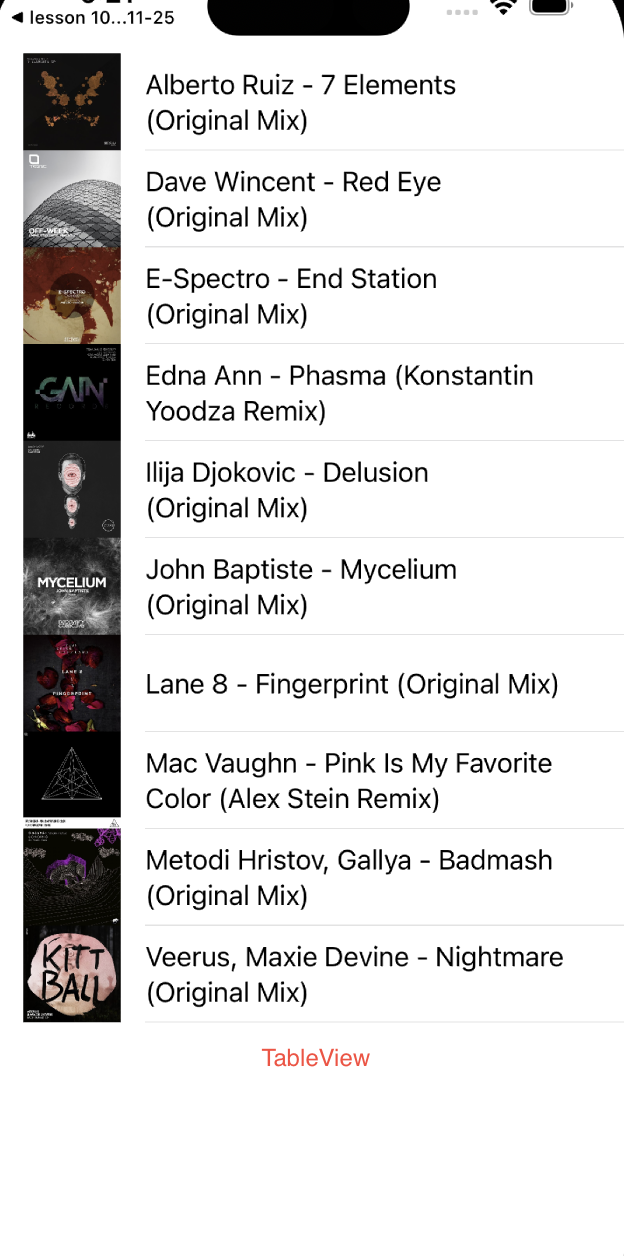 ◀ lesson 10...11-25
Alberto Ruiz - 7 Elements
(Original Mix)
Dave Wincent - Red Eye
(Original Mix)
OFF-WEEK
E-Spectro - End Station
(Original Mix)
E-SPECTRO
Edna Ann - Phasma (Konstantin
Yoodza Remix)
GAIN
Ilija Djokovic - Delusion
(Original Mix)
John Baptiste - Mycelium
(Original Mix)
MYCELIUM
JOHN BAPTISTE
Lane 8 - Fingerprint (Original Mix)
LANE 8
FINGERPRINT
Mac Vaughn - Pink Is My Favorite
Color (Alex Stein Remix)
Metodi Hristov, Gallya - Badmash
(Original Mix)
Veerus, Maxie Devine - Nightmare
(Original Mix)
KITT
BALL
TableView